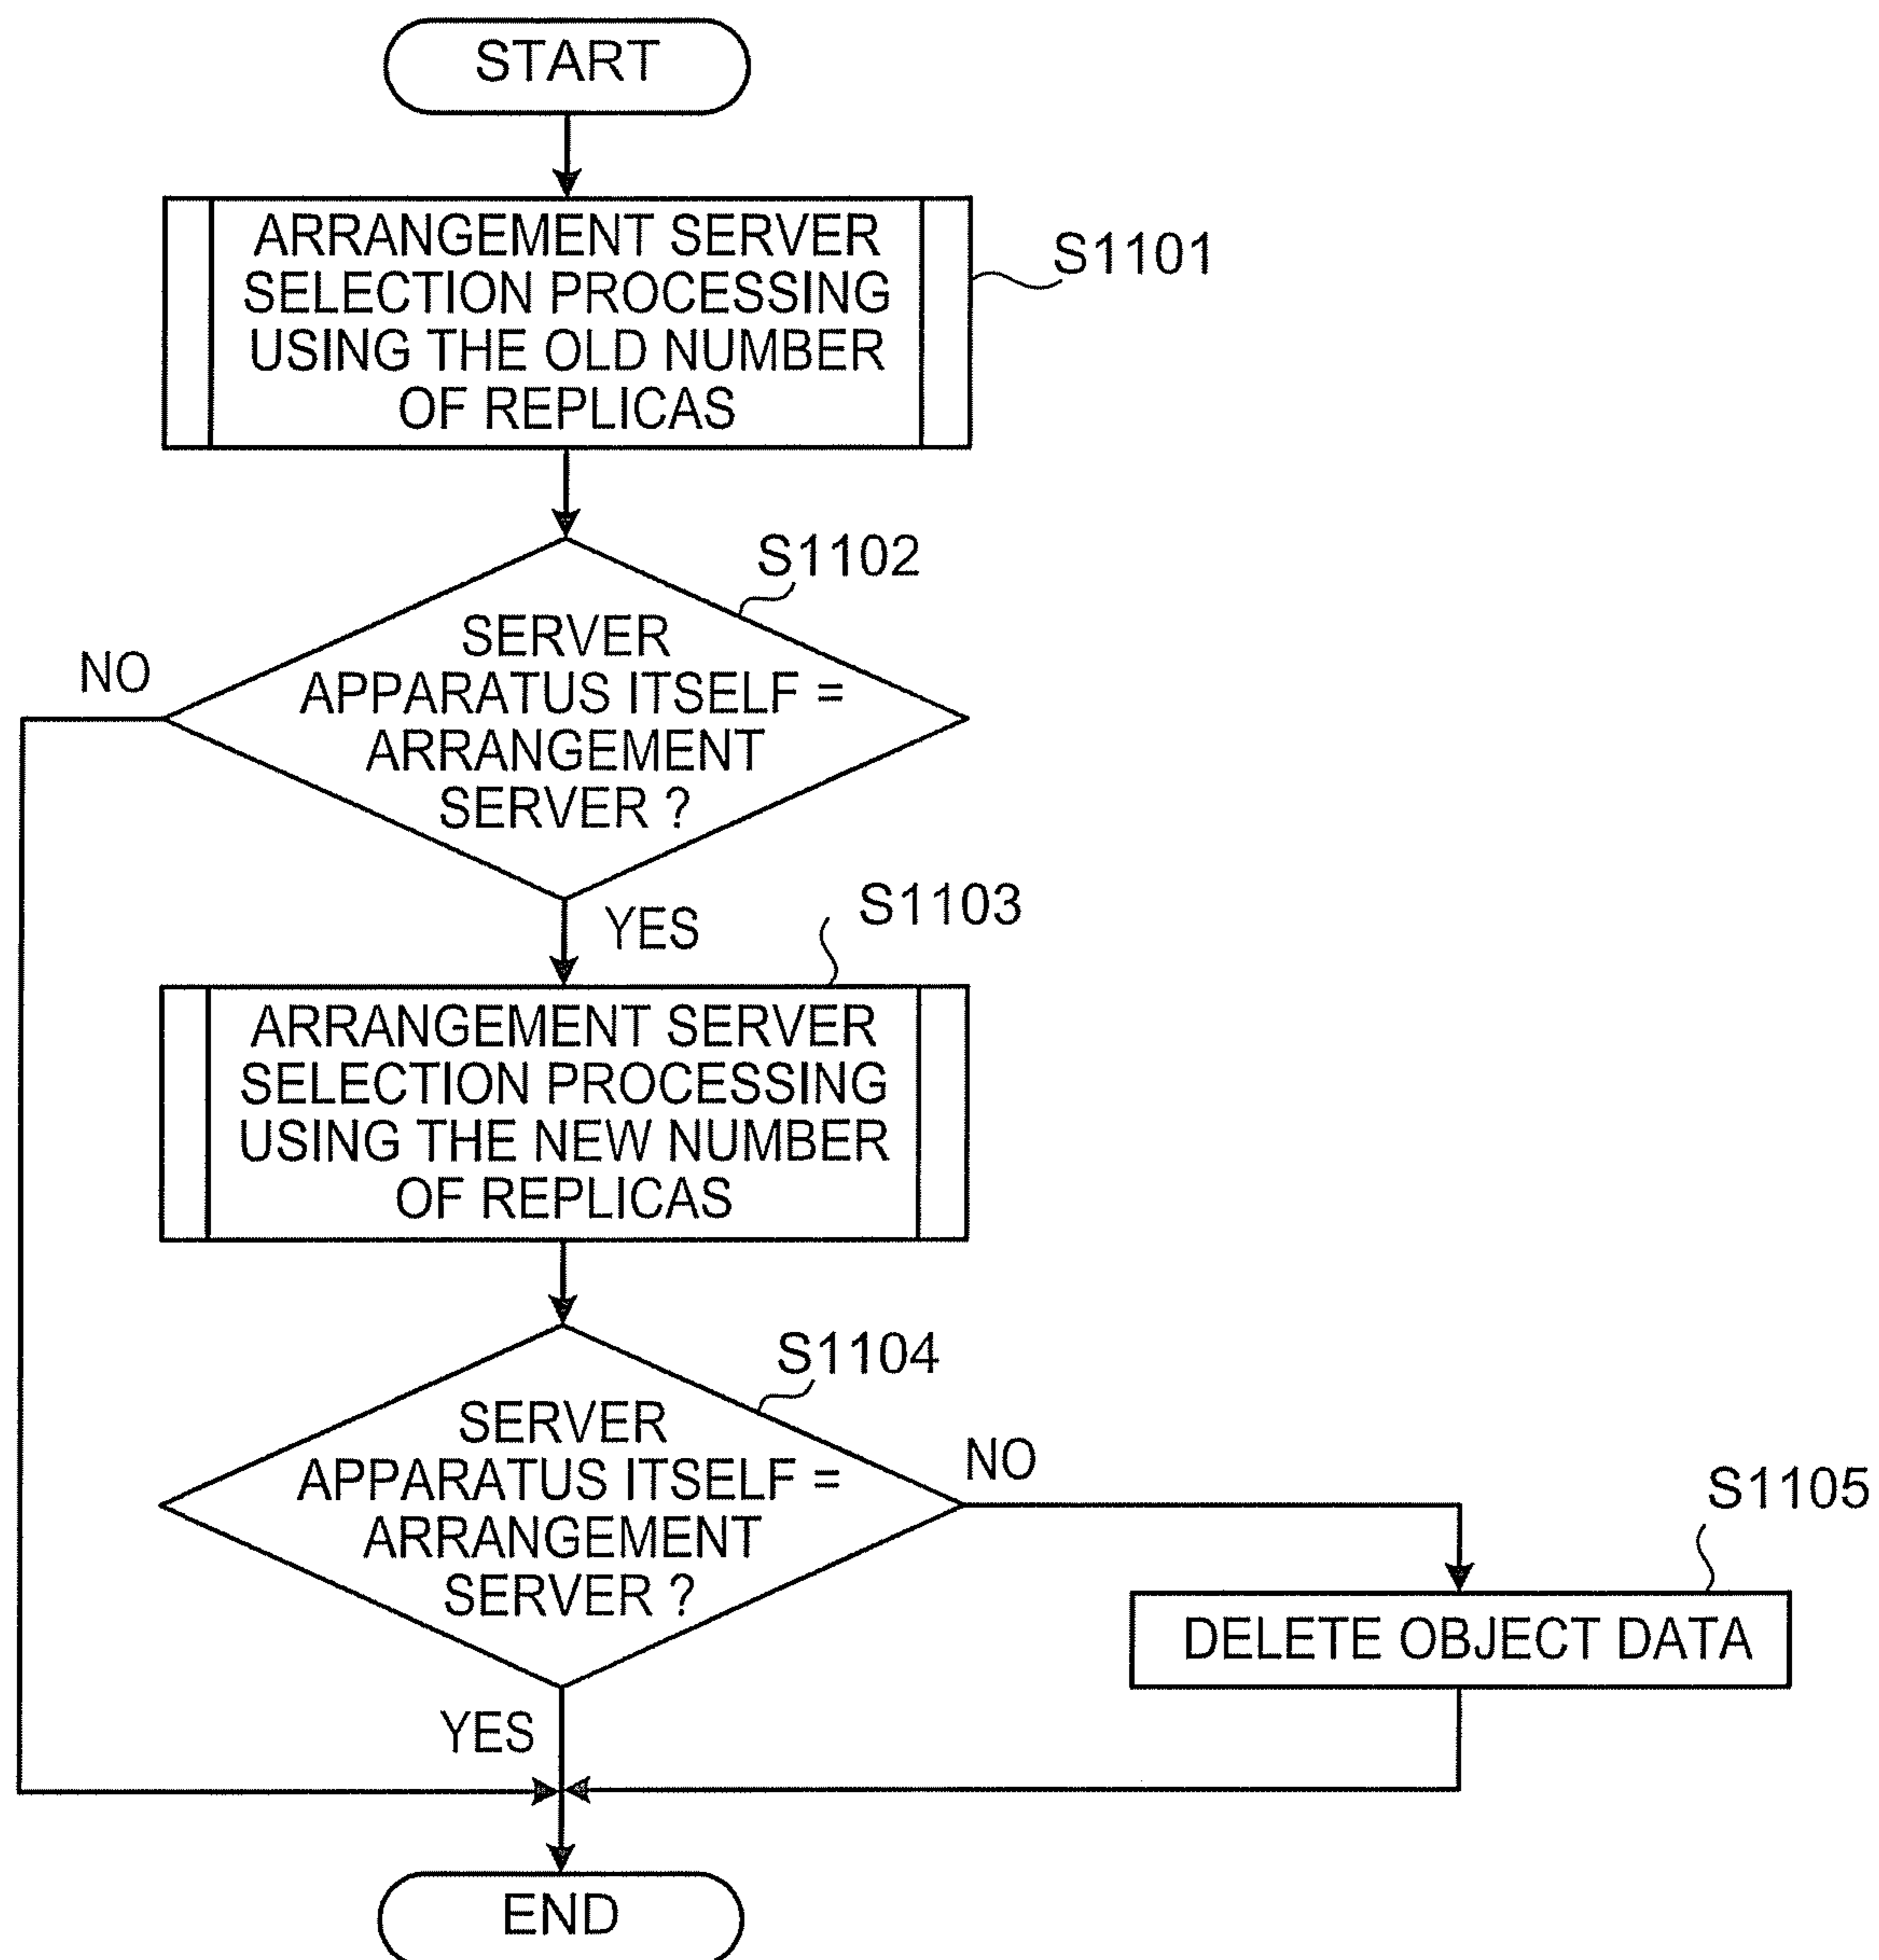 START
ARRANGEMENT SERVER
SELECTION PROCESSING
USING THE OLD NUMBER
OF REPLICAS
S1101
S1102
SERVER
APPARATUS ITSELF =
ARRANGEMENT
SERVER ?
NO
YES
S1103
ARRANGEMENT SERVER
SELECTION PROCESSING
USING THE NEW NUMBER
OF REPLICAS
S1104
SERVER
APPARATUS ITSELF =
ARRANGEMENT
SERVER ?
NO
S1105
DELETE OBJECT DATA
YES
END